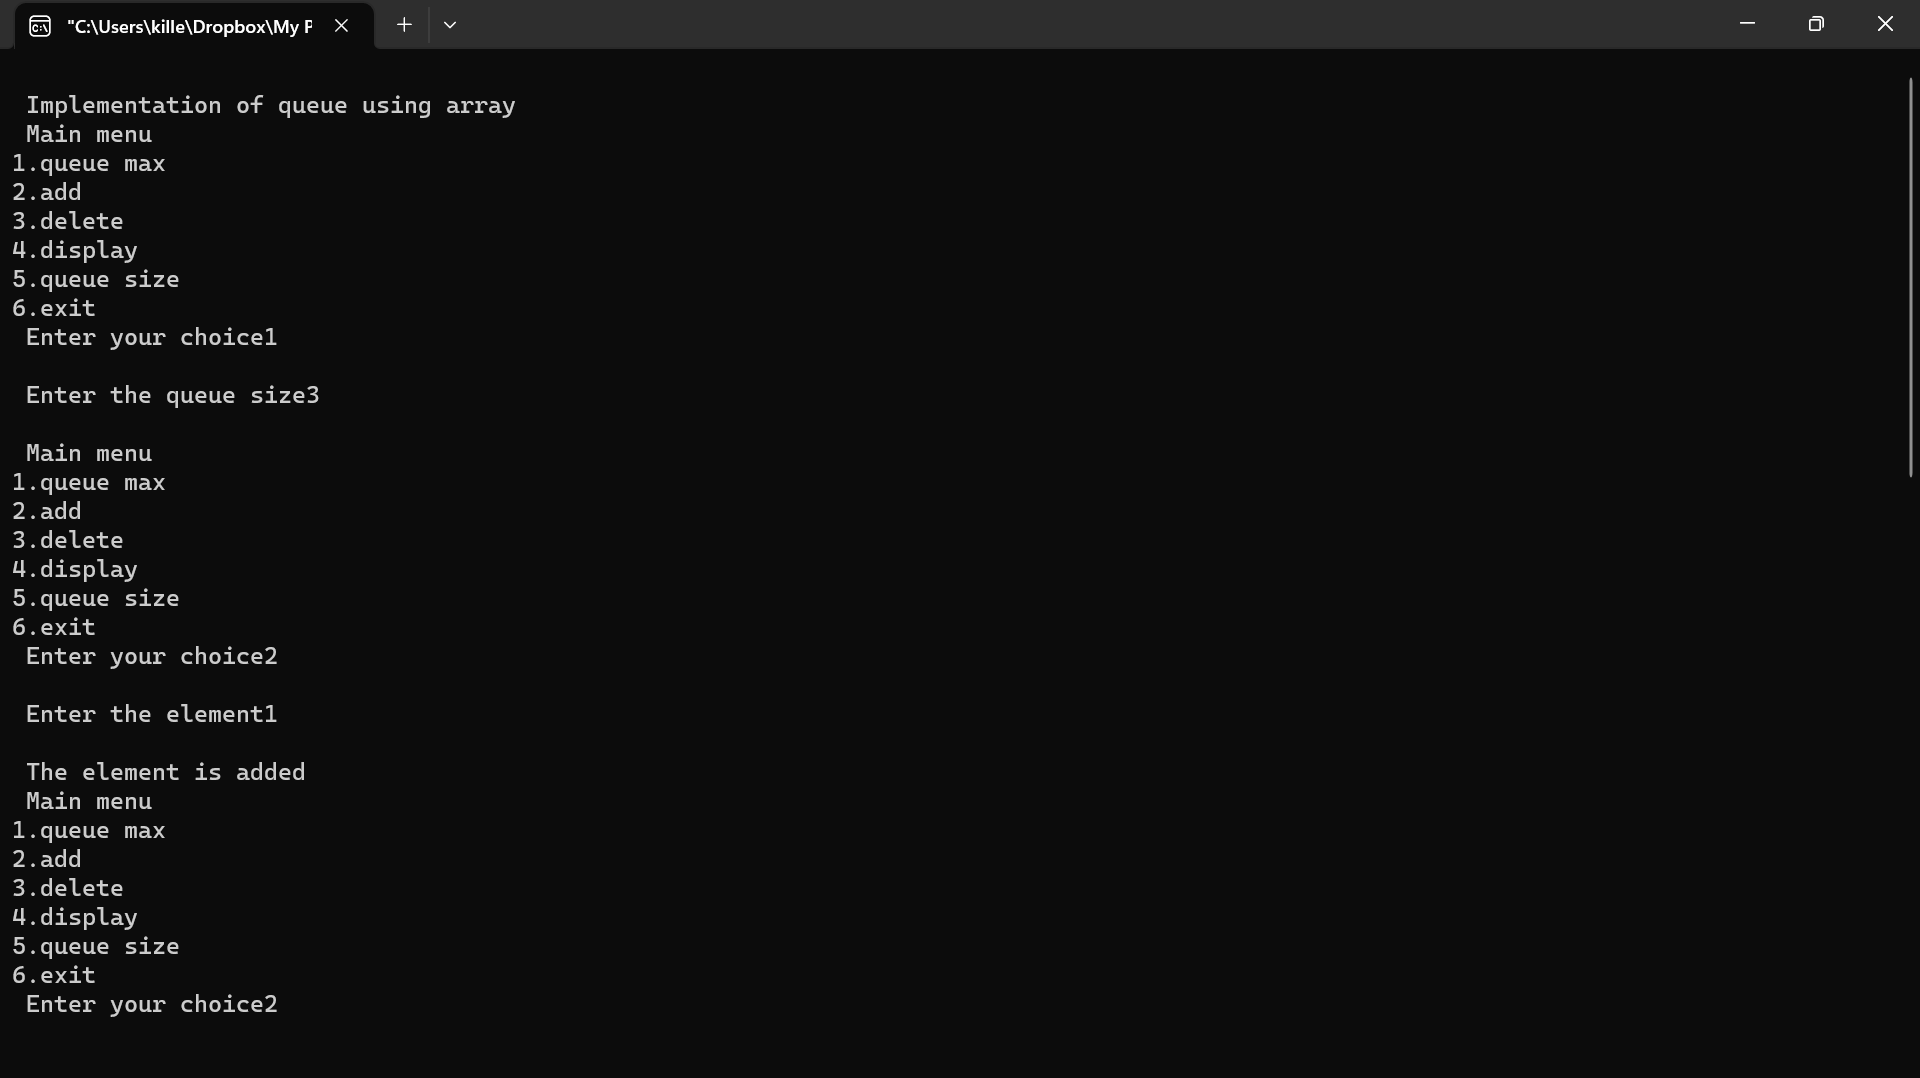 "C:\Users\kille\Dropbox\My P
Implementation of queue using array
Main menu
1.queue max
2.add
3.delete
4.display
5.queue size
6.exit
Enter your choice1
Enter the queue size3
Main menu
1.queue max
2.add
3.delete
4.display
5.queue size
6.exit
Enter your choice2
Enter the element1
The element is added
Main menu
1.queue max
2.add
3.delete
4.display
5.queue size
6.exit
Enter your choice2